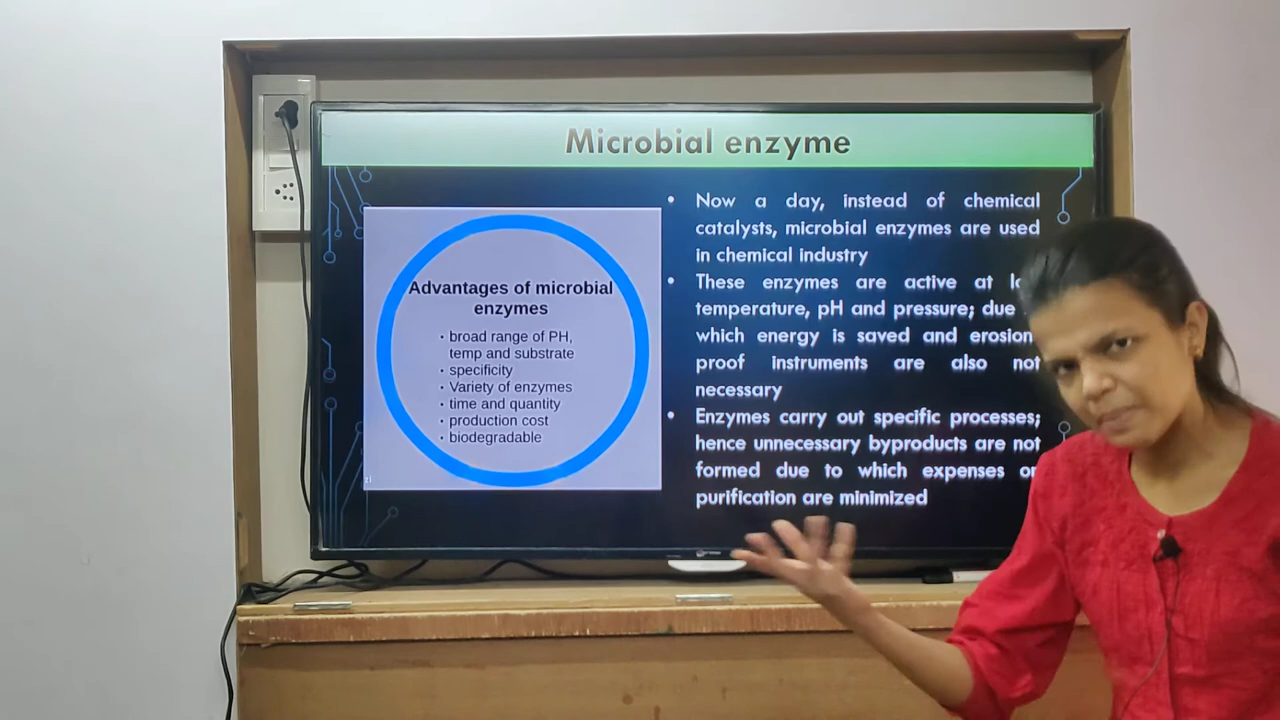 Microbial enzyme
Advantages of microbial
enzymes
• broad range of PH,
temp and substrate
• specificity
• Variety of enzymes
• time and quantity
• production cost
• biodegradable
• Now a day, instead of chemical
catalysts, microbial enzymes are used
in chemical industry
• These enzymes are active at
temperature, pH and pressure; due
which energy is saved and erosion
proof instruments are also not
necessary
• Enzymes carry out specific processes;
hence unnecessary byproducts are not
formed due to which expenses on
purification are minimized